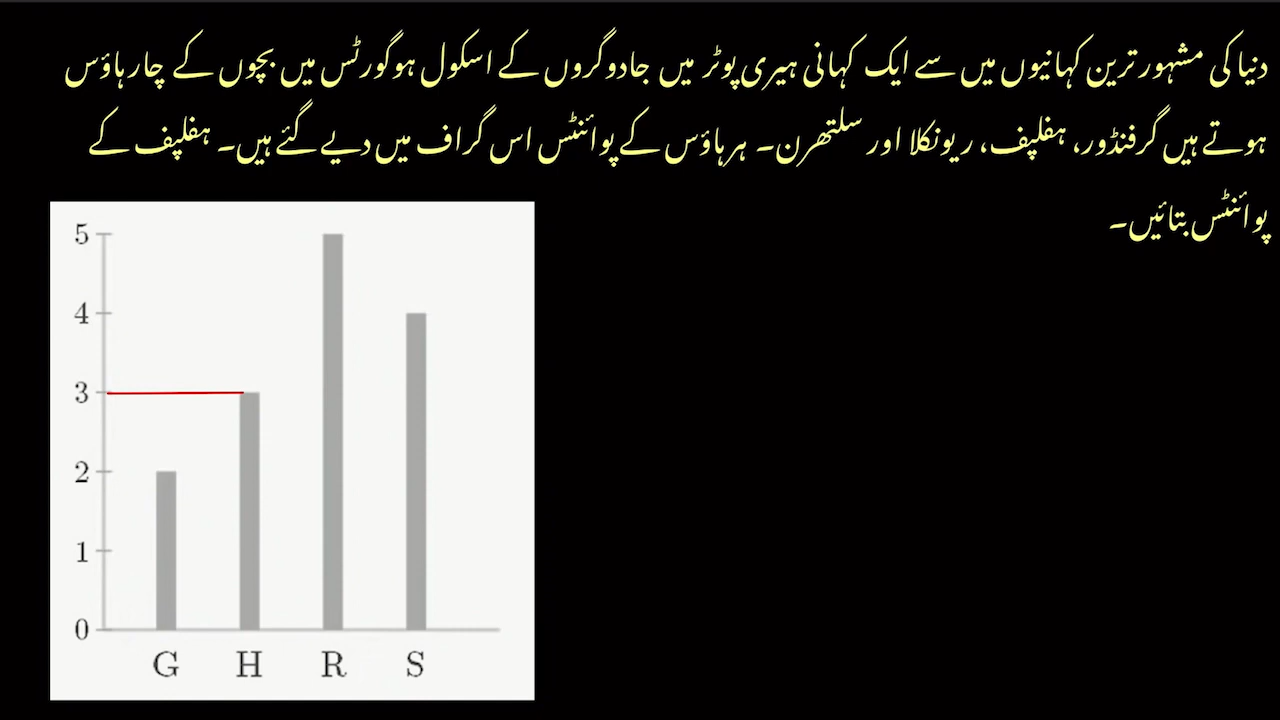 دنیا کی مشہور ترین کہانیوں میں سے ایک کہانی ہیری پوٹر میں جادوگروں کے اسکول ہوگورٹس میں بچوں کے چار ہاؤس
ہوتے ہیں گرفنڈور، ہفلپف، ریونکلا اور سلتھرن۔ ہر ہاؤس کے پوائنٹس اس گراف میں دیے گئے ہیں۔ ہفلپف کے
پوائنٹس بتائیں۔
5
4
3
2
1
0
G H R S